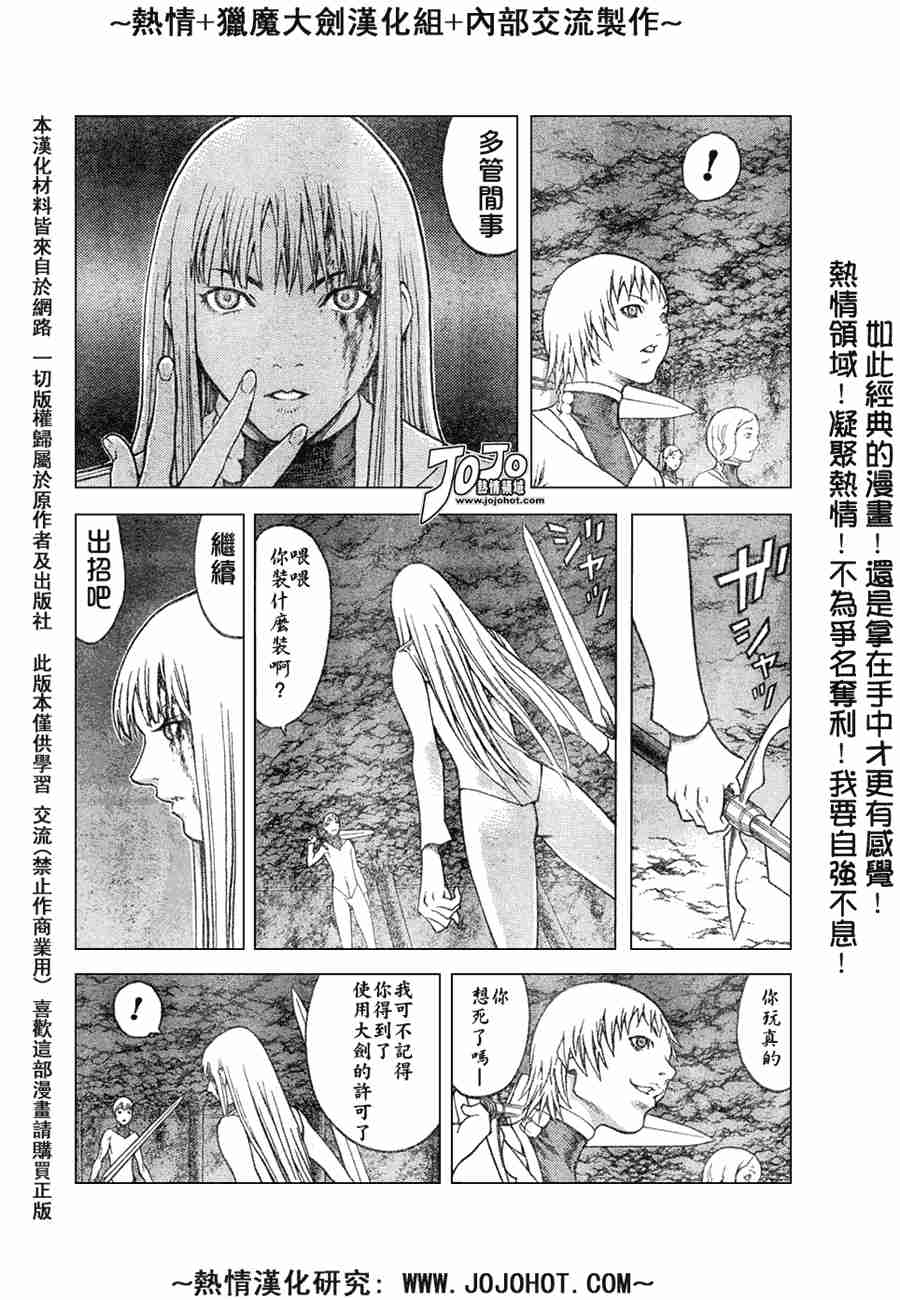 ~熱情+獵魔大劍漢化組+內部交流製作~
如此經典的漫畫！還是拿在手中才更有感覺！
熱情領域！凝聚熱情！不為爭名奪利！我要自強不息！
！
多管閒事
JoJo
熱情領域
www.jojohot.com
ジャッ
ジャッ
喂喂
你裝什麼裝啊？
繼續
出招吧
你玩真的
你
想死了嗎—
我可不記得
你得到了
使用大劍的許可了
！
本漢化材料皆來自於網路 一切版權歸屬於原作者及出版社 此版本僅供學習 交流(禁止作商業用) 喜歡這部漫畫請購買正版
~熱情漢化研究: WWW.JOJOHOT.COM~